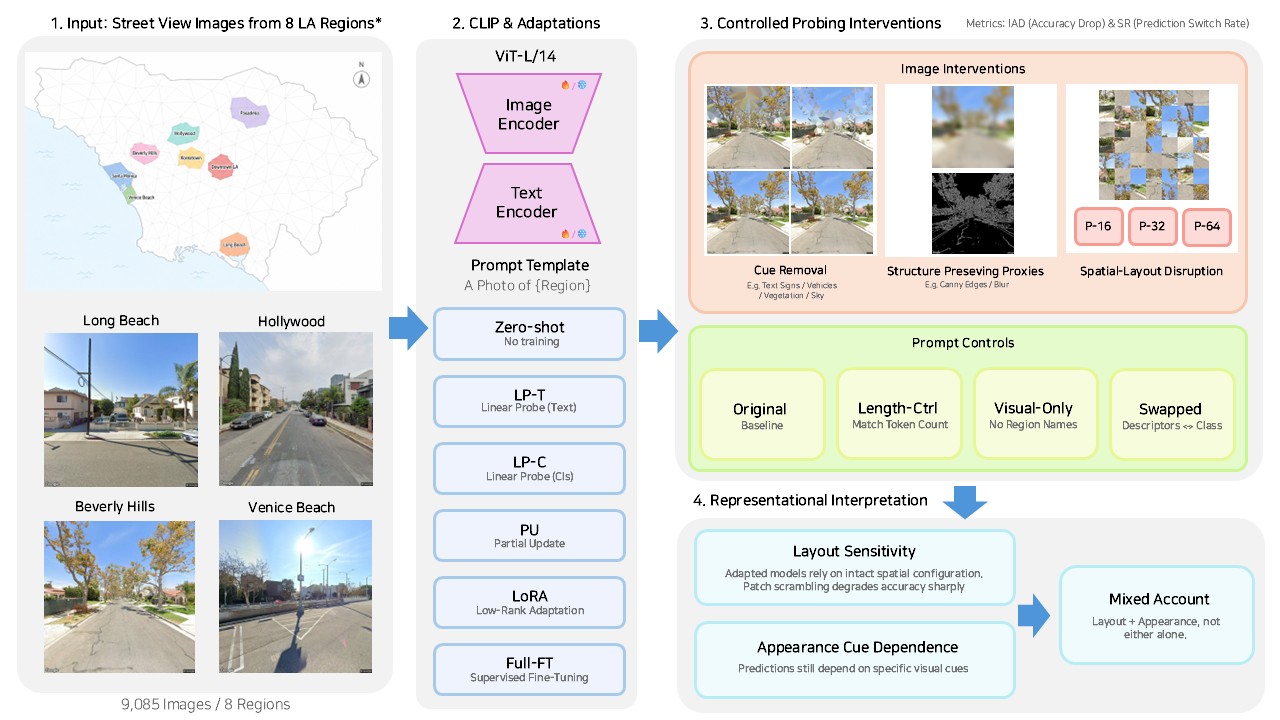 1. Input: Street View Images from 8 LA Regions*
N
Pasadena
Hollywood
Beverly Hills
Koreatown
Downtown LA
Santa Monica
Venice Beach
Long Beach
Long Beach
Hollywood
Beverly Hills
Venice Beach
9,085 Images / 8 Regions
2. CLIP & Adaptations
ViT-L/14
Image
Encoder
Text
Encoder
Prompt Template
A Photo of {Region}
Zero-shot
No training
LP-T
Linear Probe (Text)
LP-C
Linear Probe (Cls)
PU
Partial Update
LoRA
Low-Rank Adaptation
Full-FT
Supervised Fine-Tuning
3. Controlled Probing Interventions
Metrics: IAD (Accuracy Drop) & SR (Prediction Switch Rate)
Image Interventions
P-16
P-32
P-64
Cue Removal
E.g, Text Signs / Vehicles
/ Vegetation / Sky
Structure Preseving Proxies
E.g, Canny Edges / Blur
Spatial-Layout Disruption
Prompt Controls
Original
Baseline
Length-Ctrl
Match Token Count
Visual-Only
No Region Names
Swapped
Descriptors <-> Class
4. Representational Interpretation
Layout Sensitivity
Adapted models rely on intact spatial configuration.
Patch scrambling degrades accuracy sharply
Appearance Cue Dependence
Predictions still depend on specific visual cues
Mixed Account
Layout + Appearance, not
either alone.